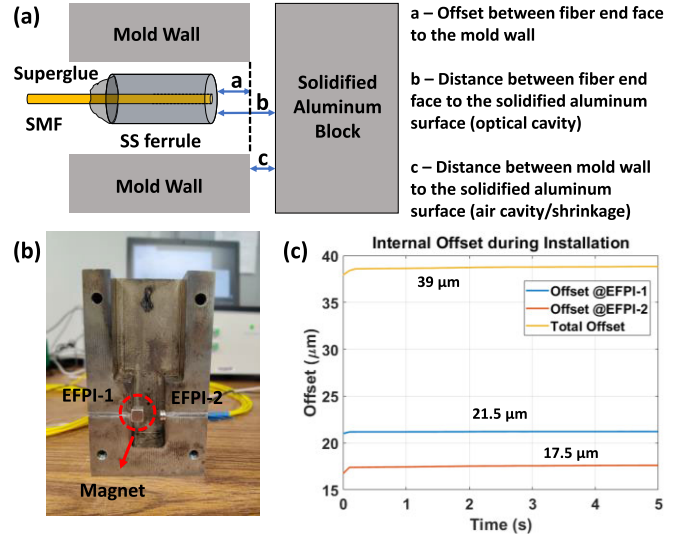 (a)
Mold Wall
Superglue
SMF
SS ferrule
Mold Wall
a
b
c
Solidified
Aluminum
Block
a – Offset between fiber end face
to the mold wall
b – Distance between fiber end
face to the solidified aluminum
surface (optical cavity)
c – Distance between mold wall
to the solidified aluminum
surface (air cavity/shrinkage)
(b)
EFPI-1
EFPI-2
Magnet
(c)
Internal Offset during Installation
40
35
30
25
20
15
Offset (μm)
39 μm
Offset @EFPI-1
Offset @EFPI-2
Total Offset
21.5 μm
17.5 μm
0
1
2
3
4
5
Time (s)